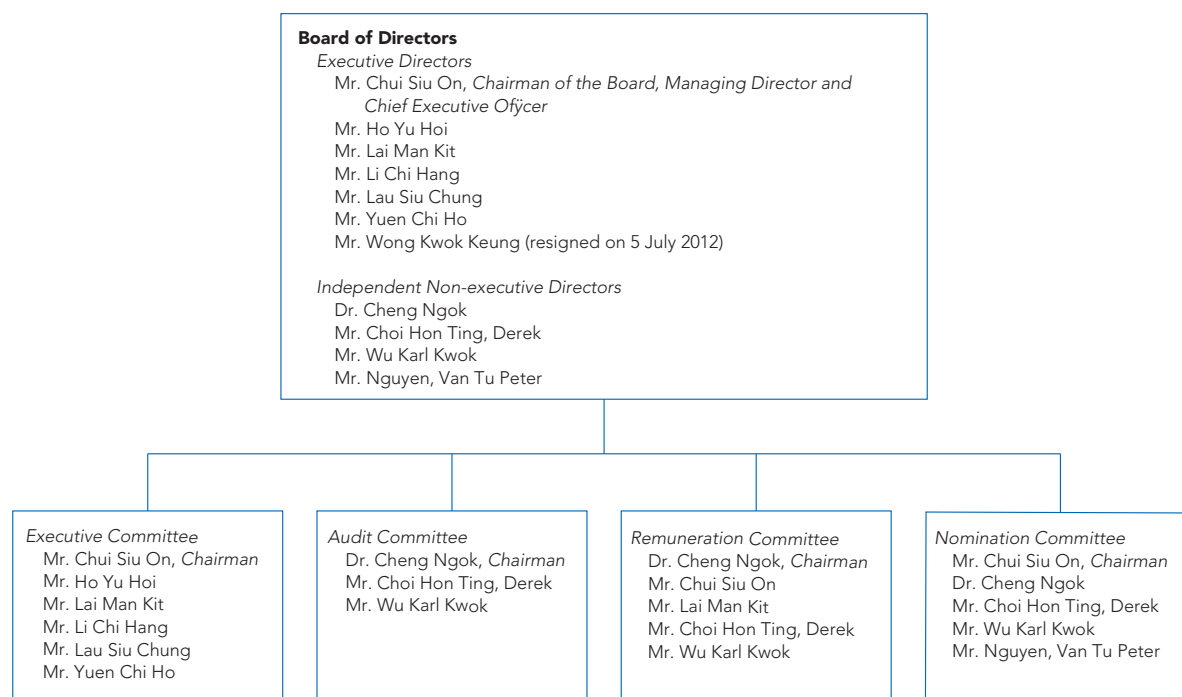 Board of Directors
Executive Directors
Mr. Chui Siu On, Chairman of the Board, Managing Director and
Chief Executive Ofÿcer
Mr. Ho Yu Hoi
Mr. Lai Man Kit
Mr. Li Chi Hang
Mr. Lau Siu Chung
Mr. Yuen Chi Ho
Mr. Wong Kwok Keung (resigned on 5 July 2012)
Independent Non-executive Directors
Dr. Cheng Ngok
Mr. Choi Hon Ting, Derek
Mr. Wu Karl Kwok
Mr. Nguyen, Van Tu Peter
Executive Committee
Mr. Chui Siu On, Chairman
Mr. Ho Yu Hoi
Mr. Lai Man Kit
Mr. Li Chi Hang
Mr. Lau Siu Chung
Mr. Yuen Chi Ho
Audit Committee
Dr. Cheng Ngok, Chairman
Mr. Choi Hon Ting, Derek
Mr. Wu Karl Kwok
Remuneration Committee
Dr. Cheng Ngok, Chairman
Mr. Chui Siu On
Mr. Lai Man Kit
Mr. Choi Hon Ting, Derek
Mr. Wu Karl Kwok
Nomination Committee
Mr. Chui Siu On, Chairman
Dr. Cheng Ngok
Mr. Choi Hon Ting, Derek
Mr. Wu Karl Kwok
Mr. Nguyen, Van Tu Peter